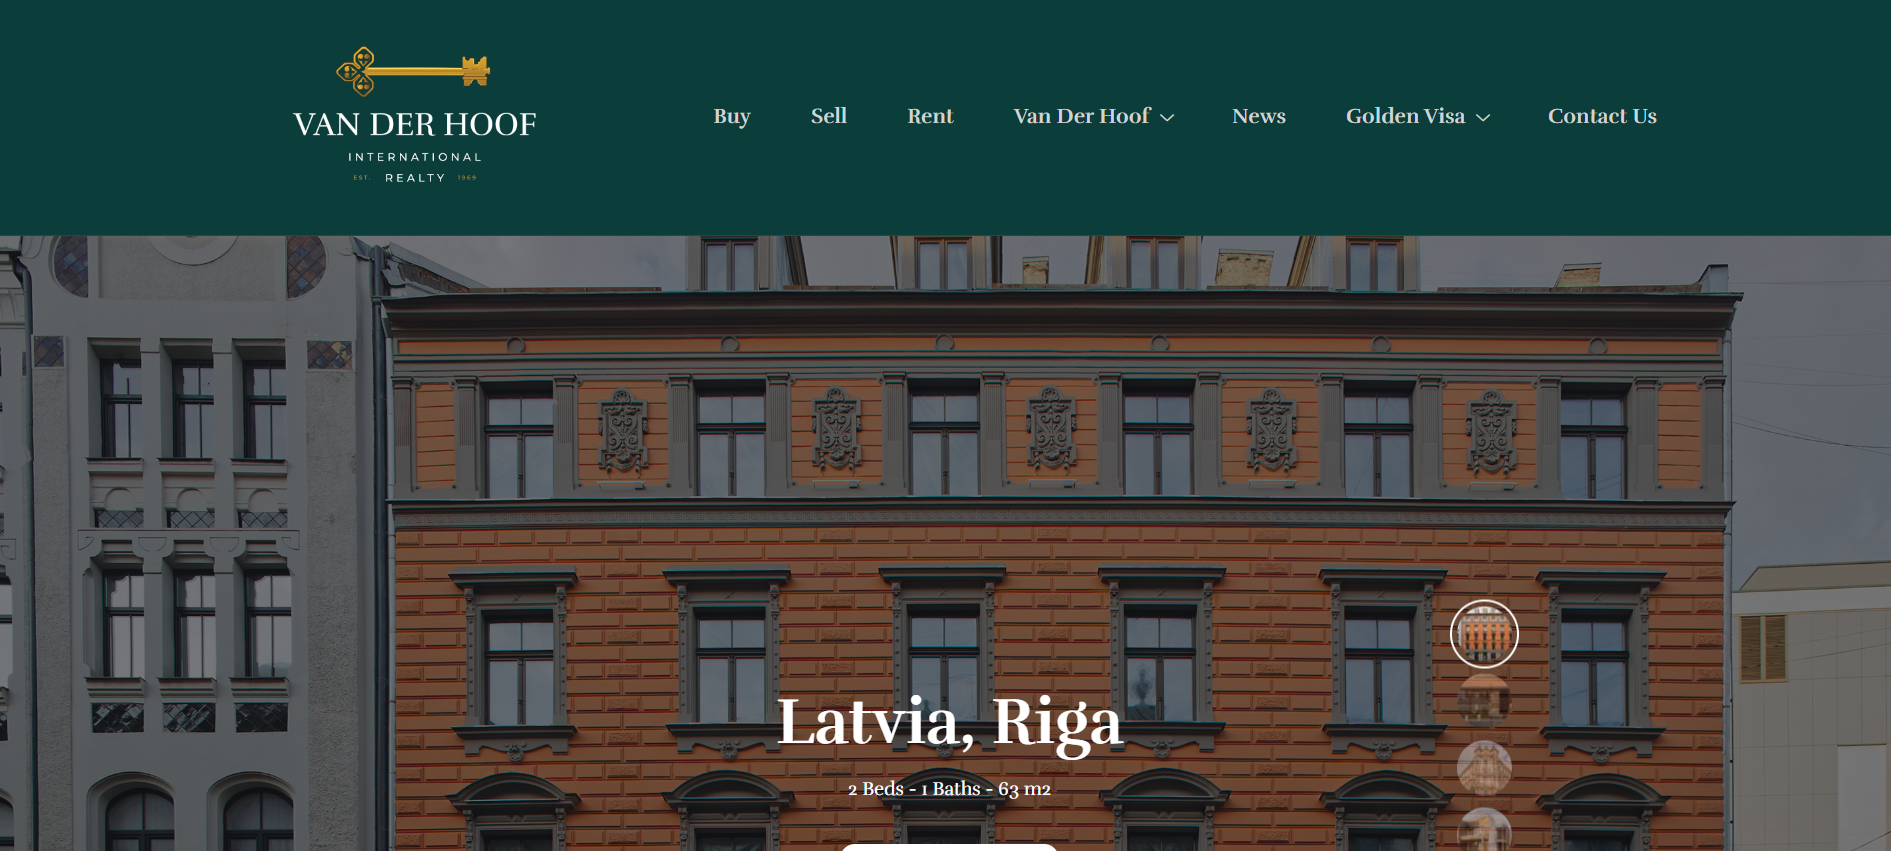 VAN DER HOOF
INTERNATIONAL
EST. REALTY 1969
Buy Sell Rent Van Der Hoof News Golden Visa Contact Us
Latvia, Riga
2 Beds - 1 Baths - 63 m2